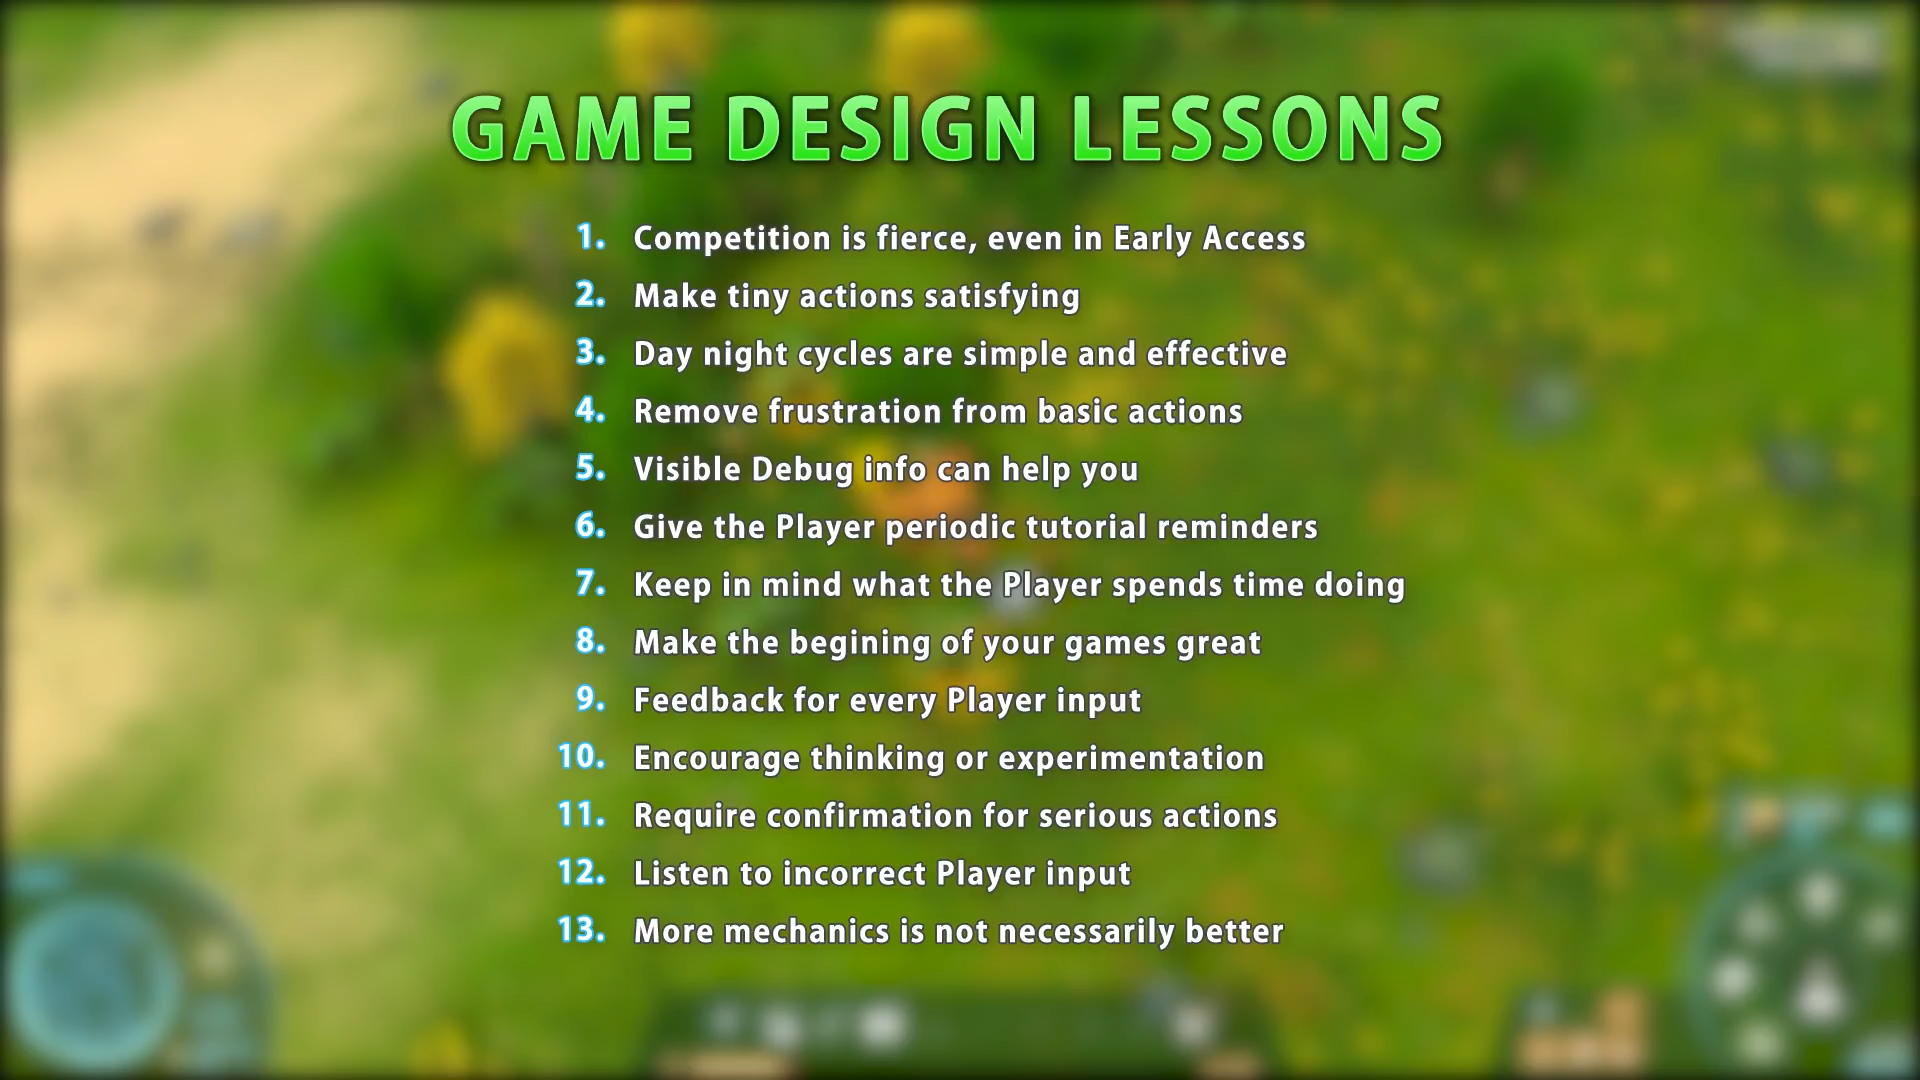 GAME DESIGN LESSONS
1. Competition is fierce, even in Early Access
2. Make tiny actions satisfying
3. Day night cycles are simple and effective
4. Remove frustration from basic actions
5. Visible Debug info can help you
6. Give the Player periodic tutorial reminders
7. Keep in mind what the Player spends time doing
8. Make the begining of your games great
9. Feedback for every Player input
10. Encourage thinking or experimentation
11. Require confirmation for serious actions
12. Listen to incorrect Player input
13. More mechanics is not necessarily better